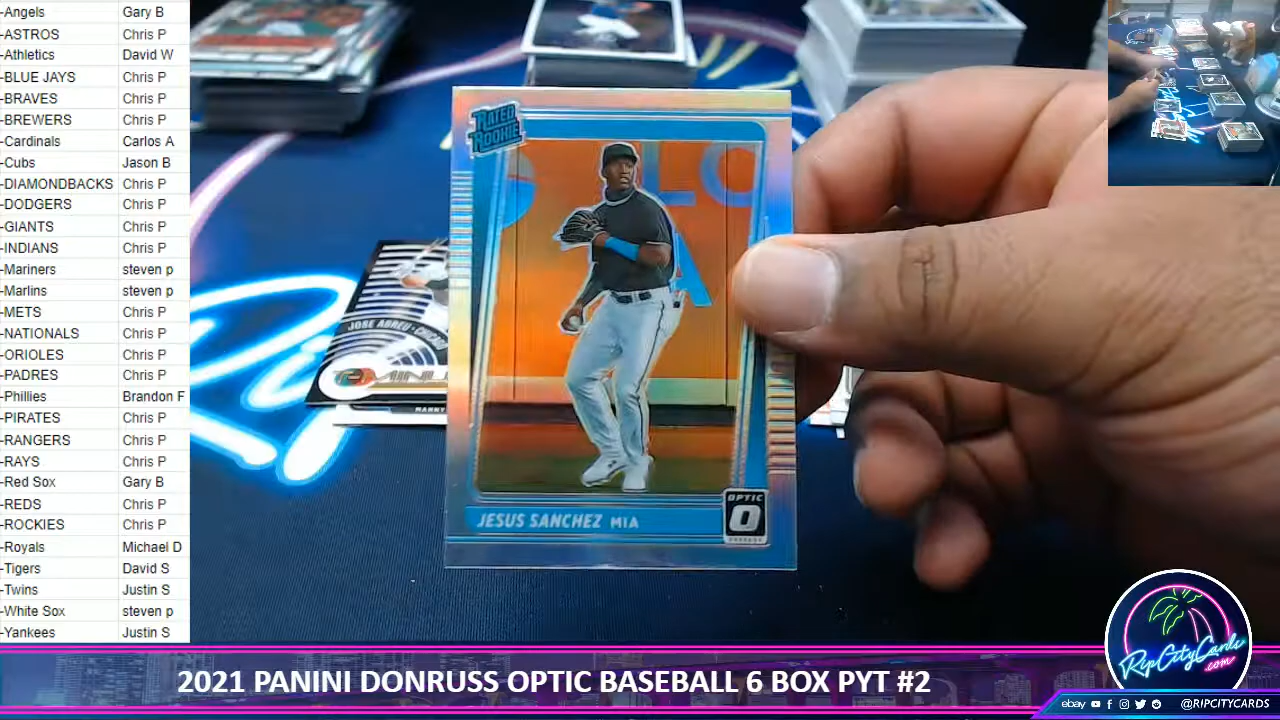 -Angels Gary B
-ASTROS Chris P
-Athletics David W
-BLUE JAYS Chris P
-BRAVES Chris P
-BREWERS Chris P
-Cardinals Carlos A
-Cubs Jason B
-DIAMONDBACKS Chris P
-DODGERS Chris P
-GIANTS Chris P
-INDIANS Chris P
-Mariners steven p
-Marlins steven p
-METS Chris P
-NATIONALS Chris P
-ORIOLES Chris P
-PADRES Chris P
-Phillies Brandon F
-PIRATES Chris P
-RANGERS Chris P
-RAYS Chris P
-Red Sox Gary B
-REDS Chris P
-ROCKIES Chris P
-Royals Michael D
-Tigers David S
-Twins Justin S
-White Sox steven p
-Yankees Justin S
RATED
ROOKIE
JOSE ABREU
JESUS SANCHEZ MIA
OPTIC
RipCityCards
.com
2021 PANINI DONRUSS OPTIC BASEBALL 6 BOX PYT #2
ebay @RIPCITYCARDS